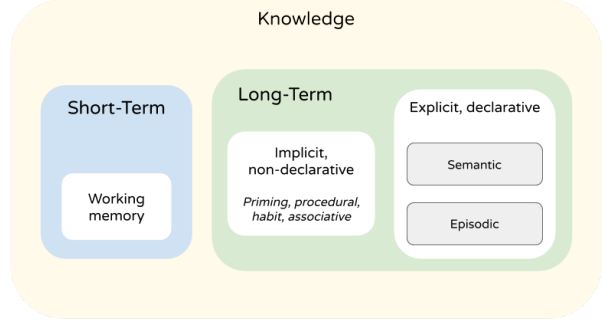 Knowledge
Short-Term
Working
memory
Long-Term
Implicit,
non-declarative
Priming, procedural,
habit, associative
Explicit, declarative
Semantic
Episodic